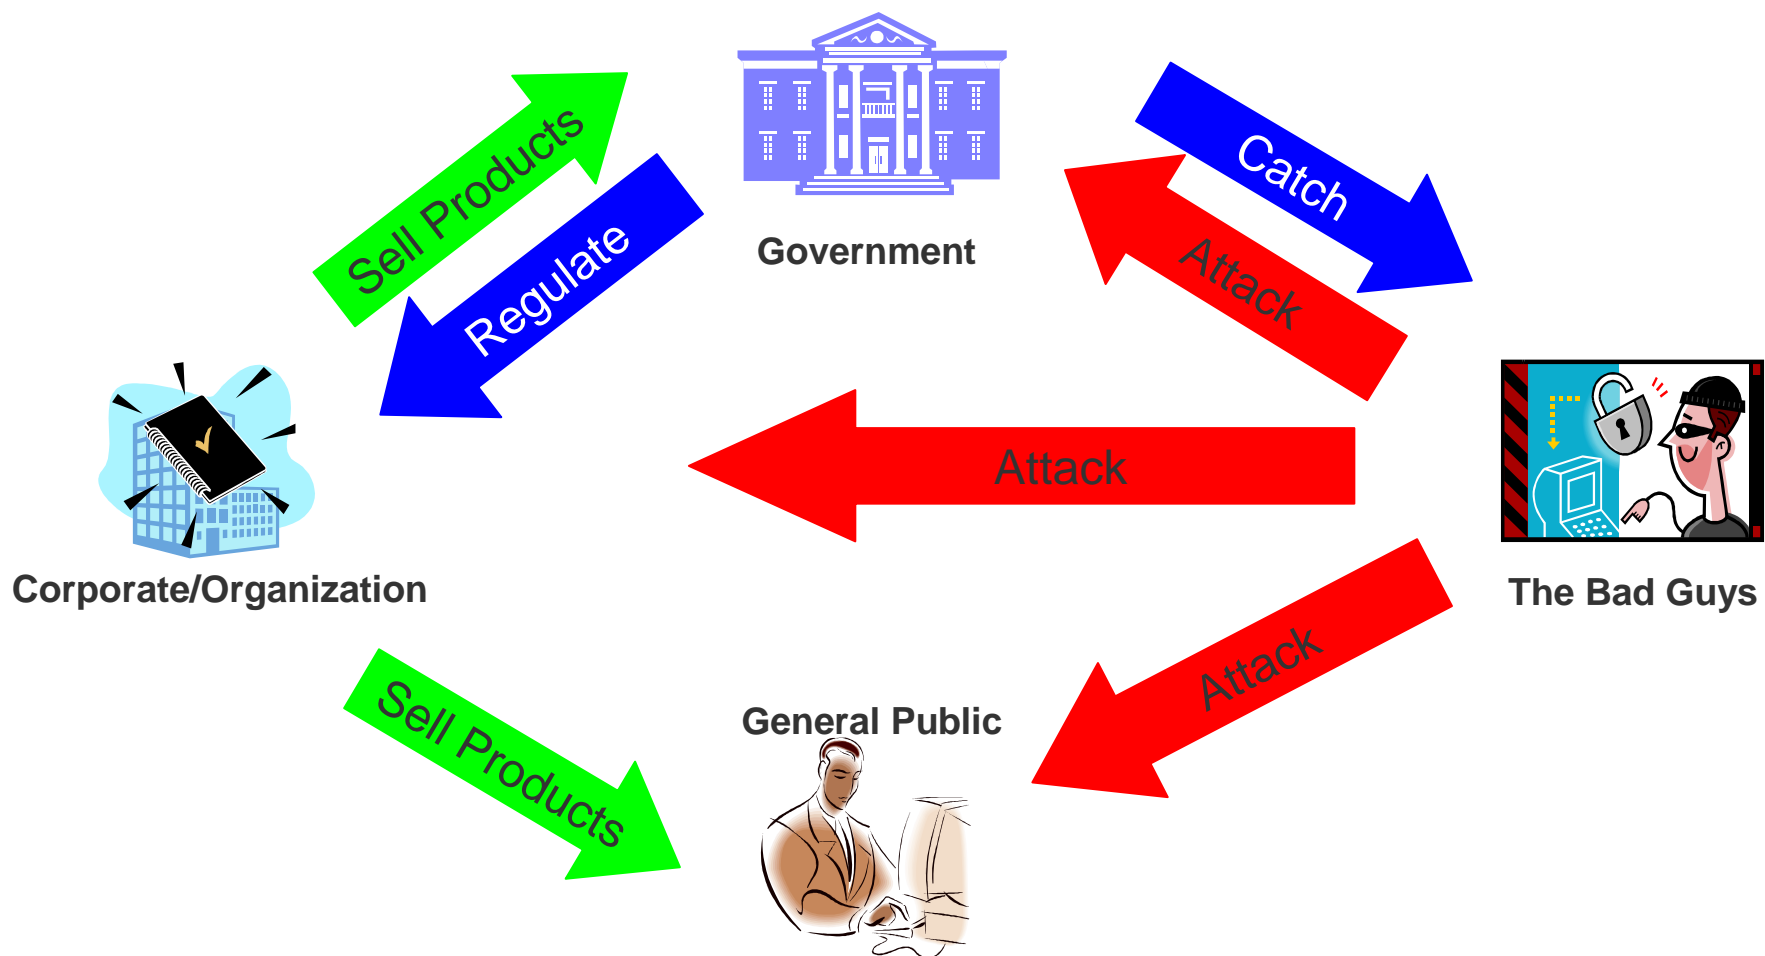 Sell Products
Catch
Regulate
Government
Attack
Attack
Corporate/Organization
The Bad Guys
Attack
General Public
Sell Products